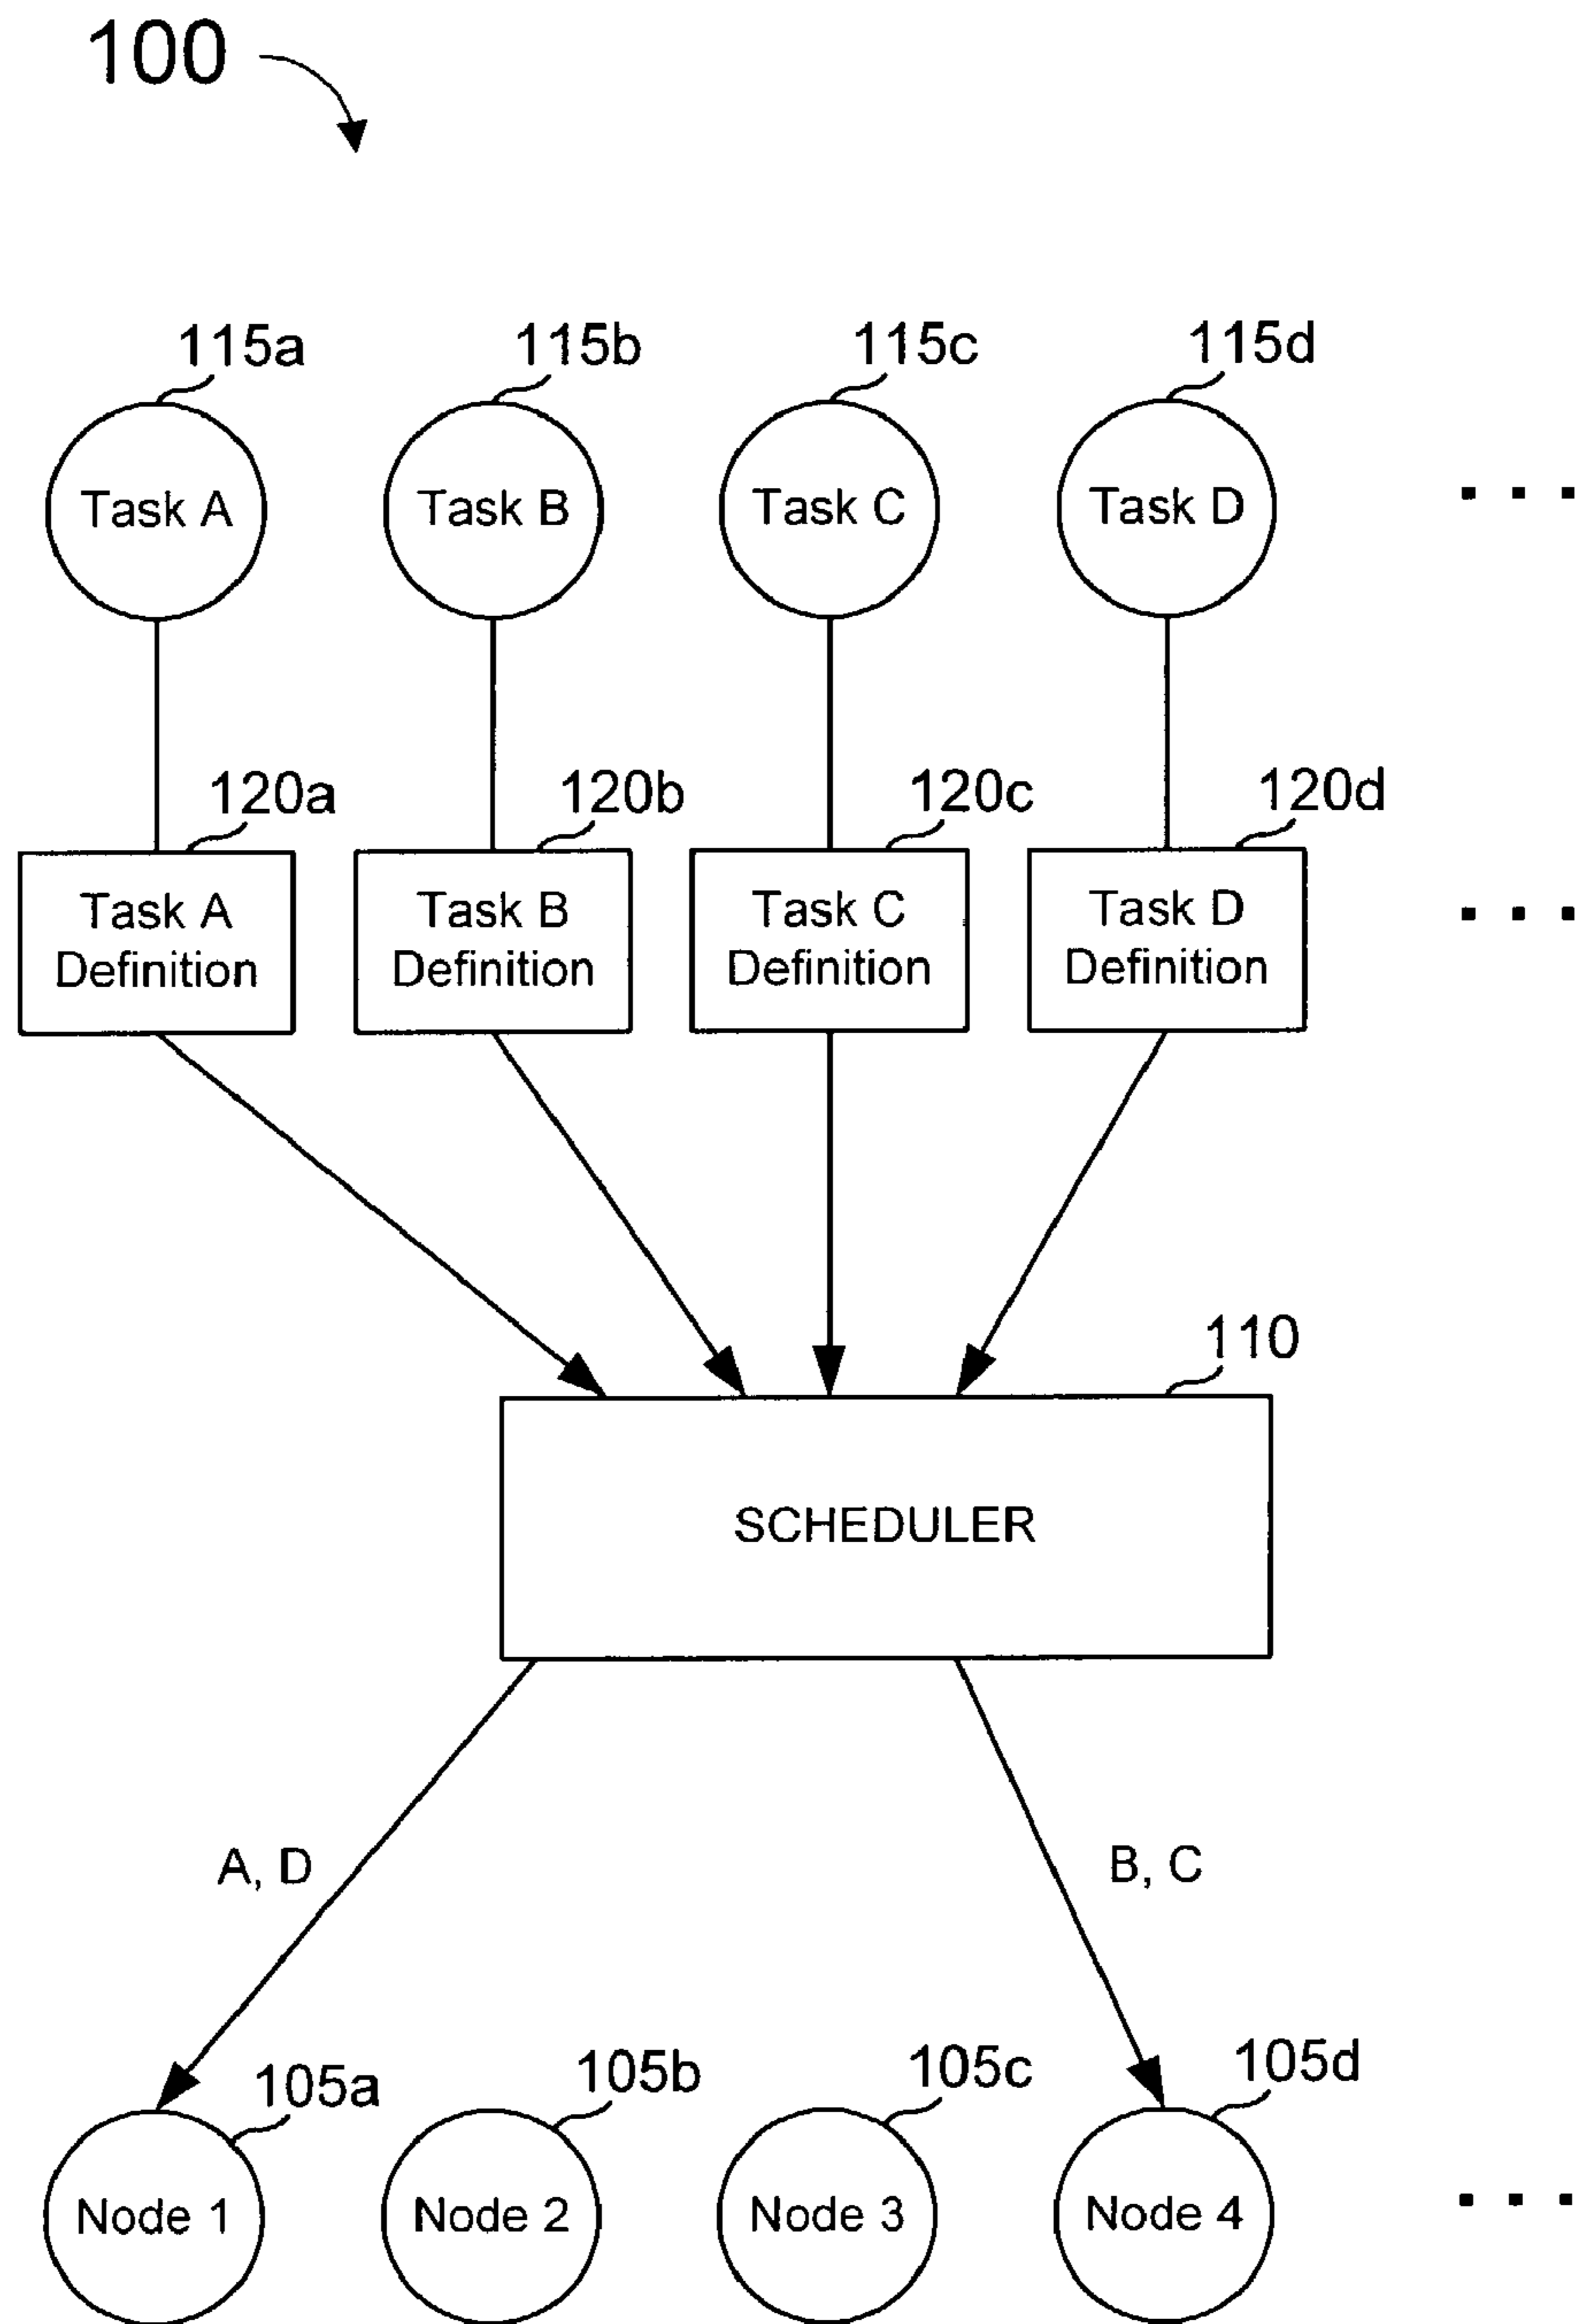 100
115a
115b
115c
115d
Task A
Task B
Task C
Task D
. . .
120a
120b
120c
120d
Task A
Definition
Task B
Definition
Task C
Definition
Task D
Definition
. . .
110
SCHEDULER
A, D
B, C
105a
105b
105c
105d
Node 1
Node 2
Node 3
Node 4
. . .